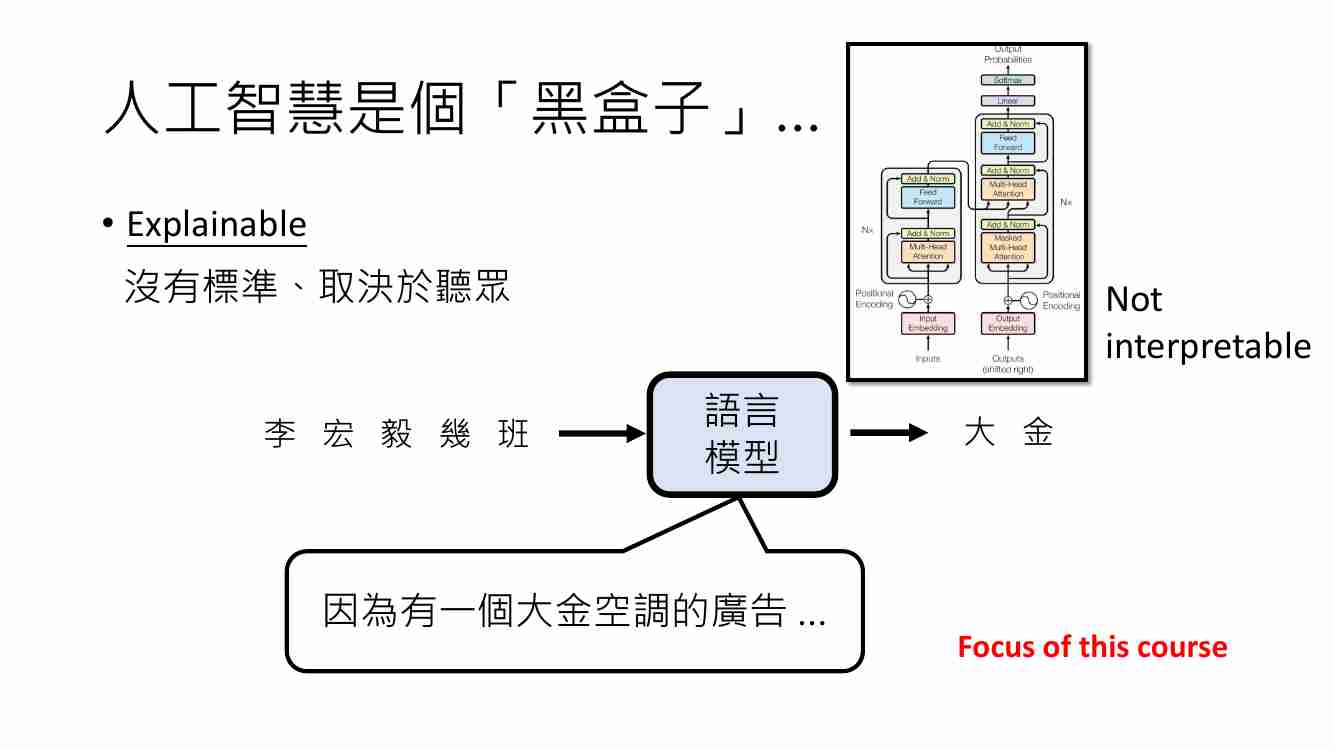 人工智慧是個「黑盒子」...
• Explainable
沒有標準、取決於聽眾
Output
Probabilities
Softmax
Linear
Add & Norm
Feed
Forward
Add & Norm
Multi-Head
Attention
Nx
Add & Norm
Masked
Multi-Head
Attention
Add & Norm
Feed
Forward
Nx
Add & Norm
Multi-Head
Attention
Positional
Encoding
Positional
Encoding
Input
Embedding
Output
Embedding
Inputs
Outputs
(shifted right)
Not
interpretable
李 宏 毅 幾 班
語言
模型
大 金
因為有一個大金空調的廣告 ...
Focus of this course